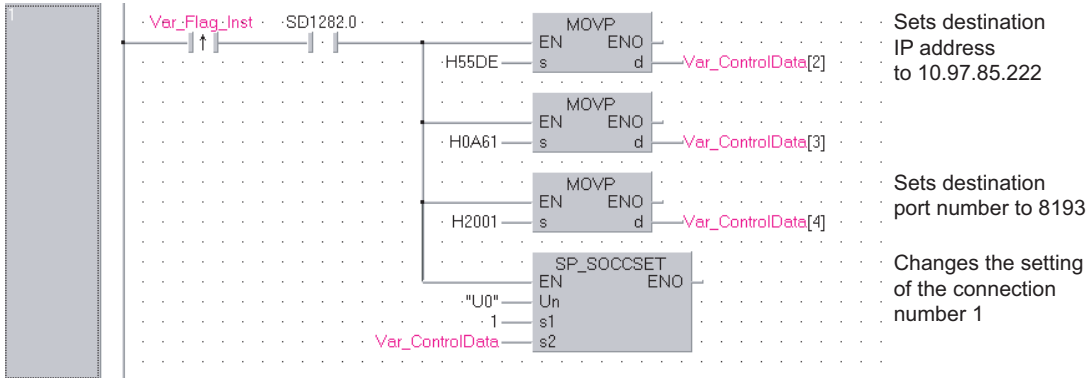 1
Var_Flag_Inst SD1282.0 MOVP Sets destination
EN ENO IP address
H55DE s d Var_ControlData[2] to 10.97.85.222
MOVP
EN ENO
H0A61 s d Var_ControlData[3]
MOVP Sets destination
EN ENO port number to 8193
H2001 s d Var_ControlData[4]
SP_SOCCSET Changes the setting
EN ENO of the connection
"U0" Un number 1
1 s1
Var_ControlData s2